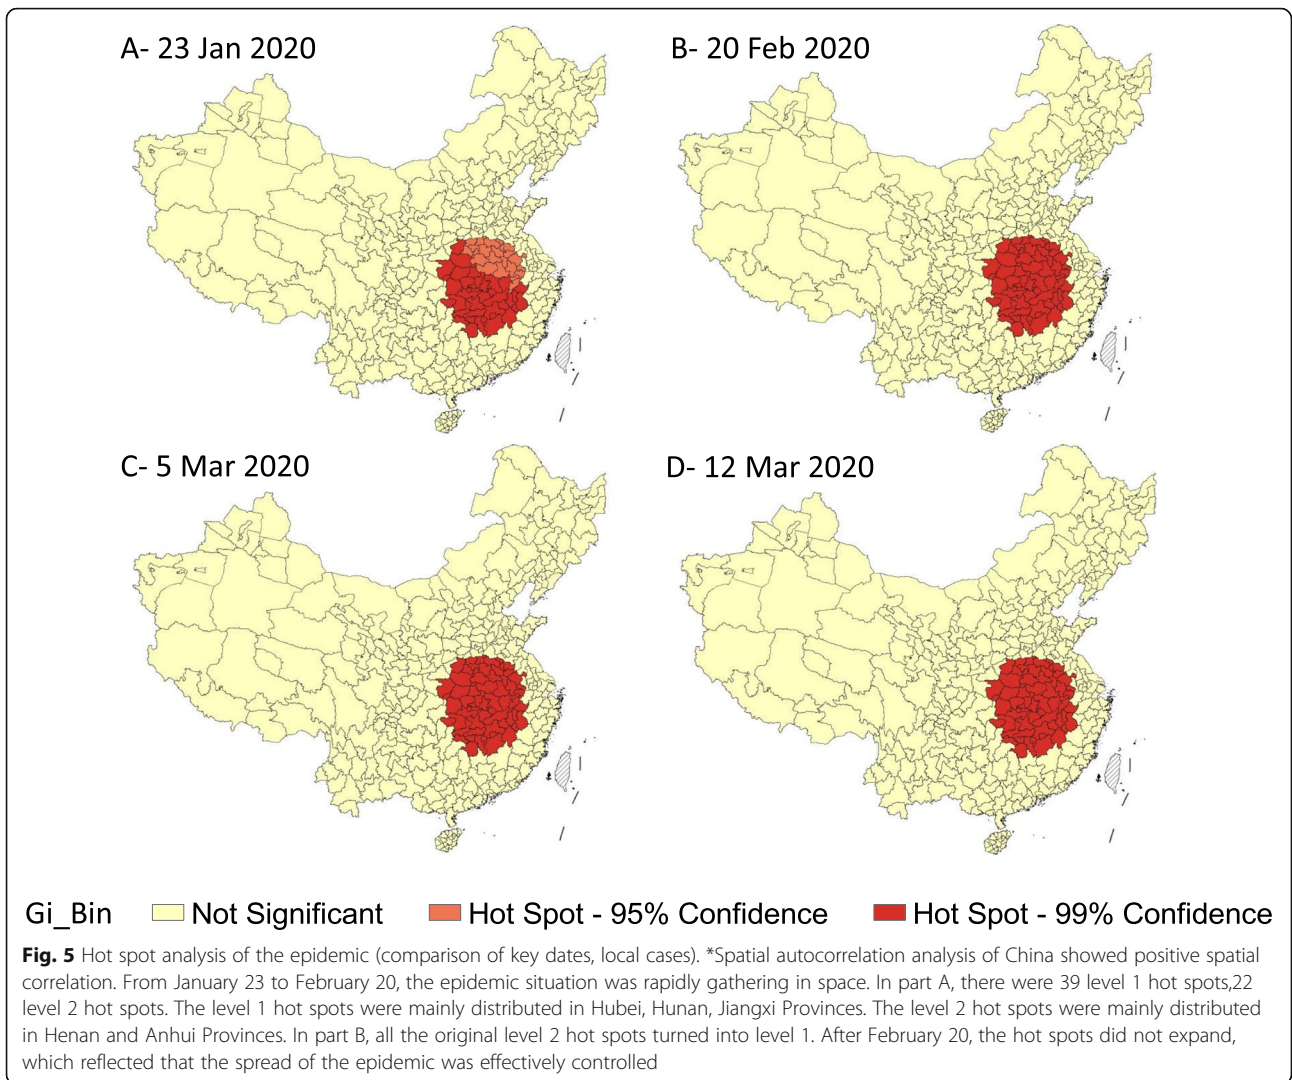 A- 23 Jan 2020
B- 20 Feb 2020
C- 5 Mar 2020
D- 12 Mar 2020
Gi_Bin Not Significant Hot Spot - 95% Confidence Hot Spot - 99% Confidence
Fig. 5 Hot spot analysis of the epidemic (comparison of key dates, local cases). *Spatial autocorrelation analysis of China showed positive spatial
correlation. From January 23 to February 20, the epidemic situation was rapidly gathering in space. In part A, there were 39 level 1 hot spots,22
level 2 hot spots. The level 1 hot spots were mainly distributed in Hubei, Hunan, Jiangxi Provinces. The level 2 hot spots were mainly distributed
in Henan and Anhui Provinces. In part B, all the original level 2 hot spots turned into level 1. After February 20, the hot spots did not expand,
which reflected that the spread of the epidemic was effectively controlled